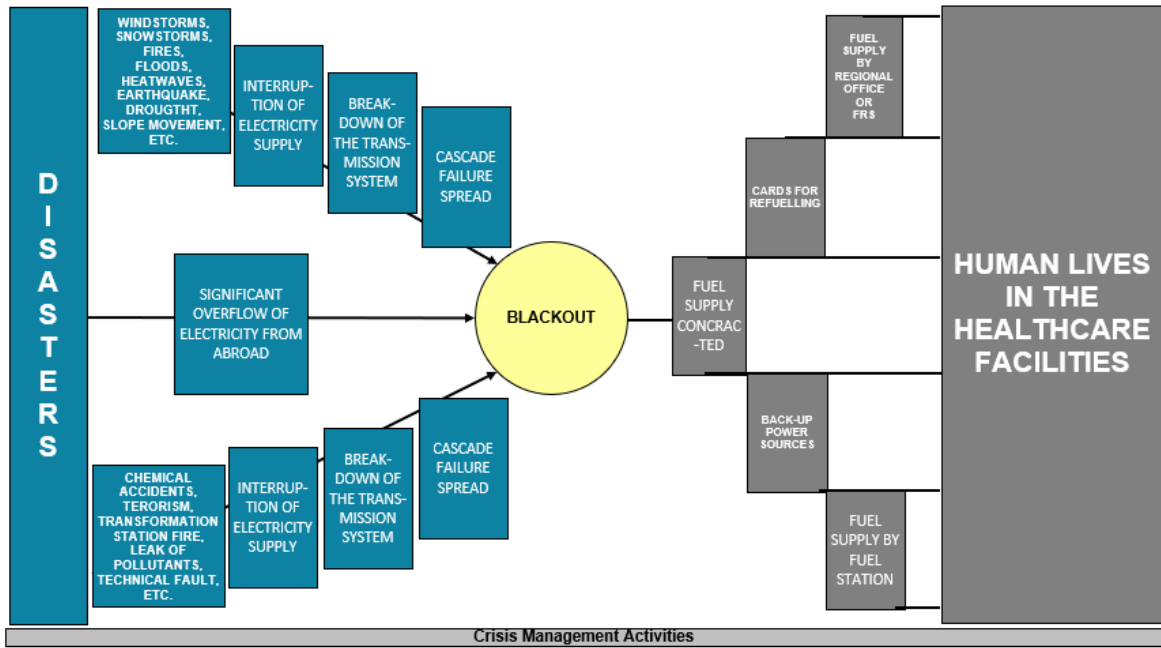 DISASTERS
WINDSTORMS,
SNOWSTORMS,
FIRES,
FLOODS,
HEATWAVES,
EARTHQUAKE,
DROUGTHT,
SLOPE MOVEMENT,
ETC.
INTERRUP-
TION OF
ELECTRICITY
SUPPLY
BREAK-
DOWN OF
THE TRANS-
MISSION
SYSTEM
CASCADE
FAILURE
SPREAD
SIGNIFICANT
OVERFLOW OF
ELECTRICITY FROM
ABROAD
CHEMICAL
ACCIDENTS,
TERORISM,
TRANSFORMATION
STATION FIRE,
LEAK OF
POLLUTANTS,
TECHNICAL FAULT,
ETC.
INTERRUP-
TION OF
ELECTRICITY
SUPPLY
BREAK-
DOWN OF
THE TRANS-
MISSION
SYSTEM
CASCADE
FAILURE
SPREAD
BLACKOUT
FUEL
SUPPLY
CONCRAC
-TED
FUEL
SUPPLY
BY
REGIONAL
OFFICE
OR
FRS
CARDS FOR
REFUELLING
BACK-UP
POWER
SOURCES
FUEL
SUPPLY BY
FUEL
STATION
HUMAN LIVES
IN THE
HEALTHCARE
FACILITIES
Crisis Management Activities